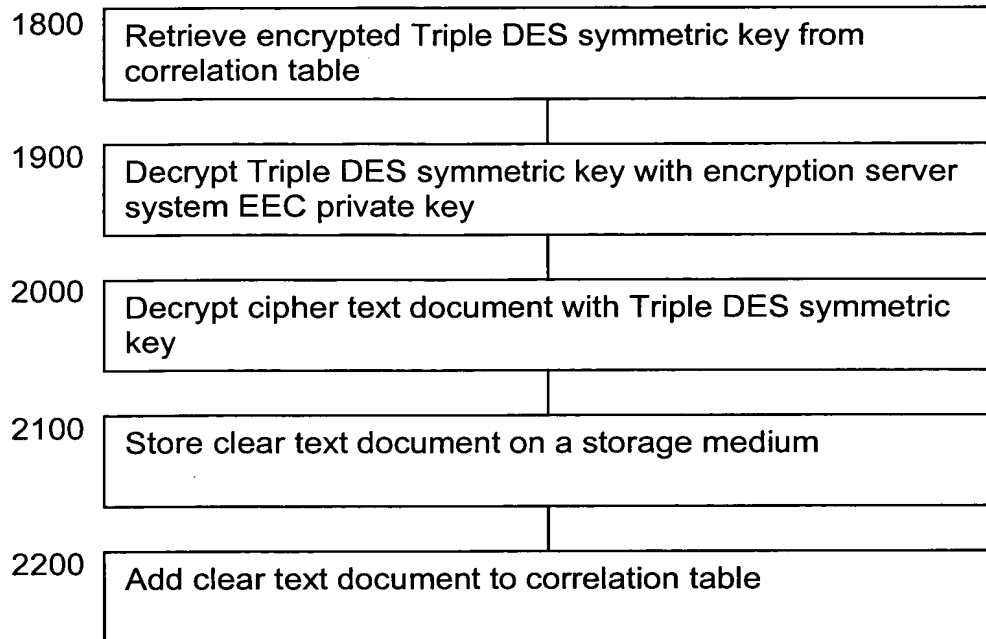 1800
Retrieve encrypted Triple DES symmetric key from
correlation table
1900
Decrypt Triple DES symmetric key with encryption server
system EEC private key
2000
Decrypt cipher text document with Triple DES symmetric
key
2100
Store clear text document on a storage medium
2200
Add clear text document to correlation table